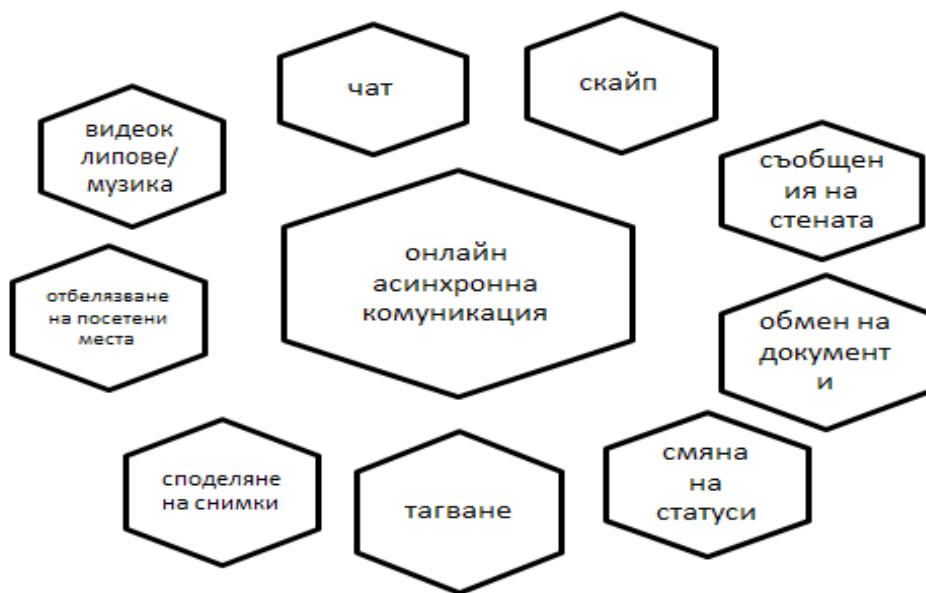 чат
скайп
видеок
липове/
музика
съобщен
ия на
стената
онлайн
асинхронна
комуникация
отбелязване
на посетени
места
обмен на
документ
и
споделяне
на снимки
тагване
смяна
на
статуси